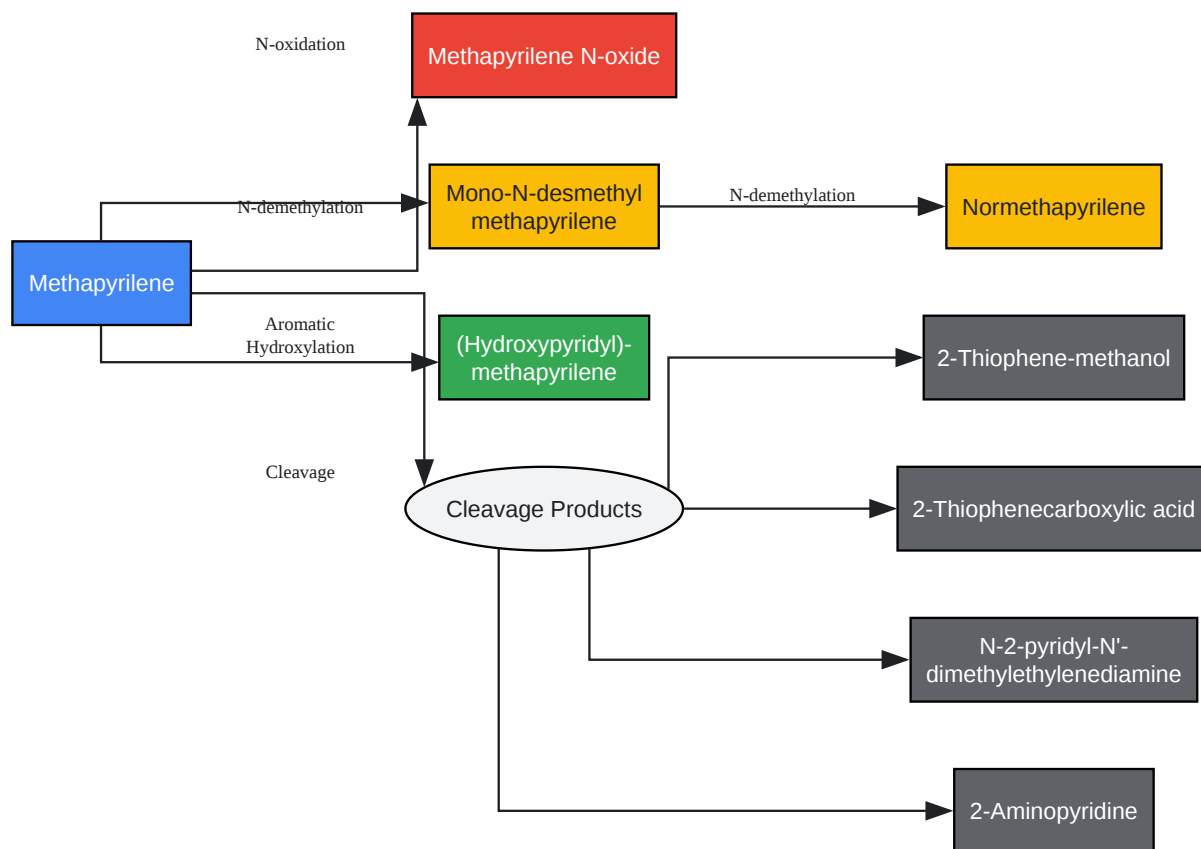 N-oxidation
Methapyrilene N-oxide
Mono-N-desmethyl
methapyrilene
N-demethylation
N-demethylation
Normethapyrilene
Methapyrilene
Aromatic
Hydroxylation
(Hydroxypyridyl)-
methapyrilene
2-Thiophene-methanol
Cleavage
Cleavage Products
2-Thiophenecarboxylic acid
N-2-pyridyl-N'-
dimethylethylenediamine
2-Aminopyridine